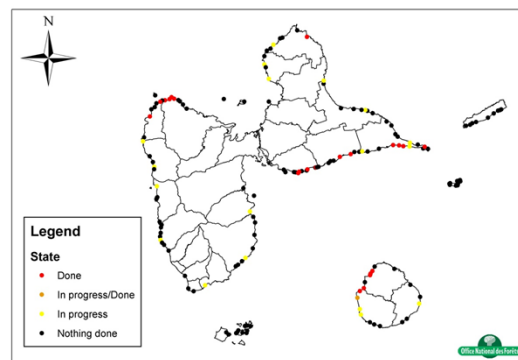 N
Legend
State
Done
In progress/Done
In progress
Nothing done
Office National des Forêts